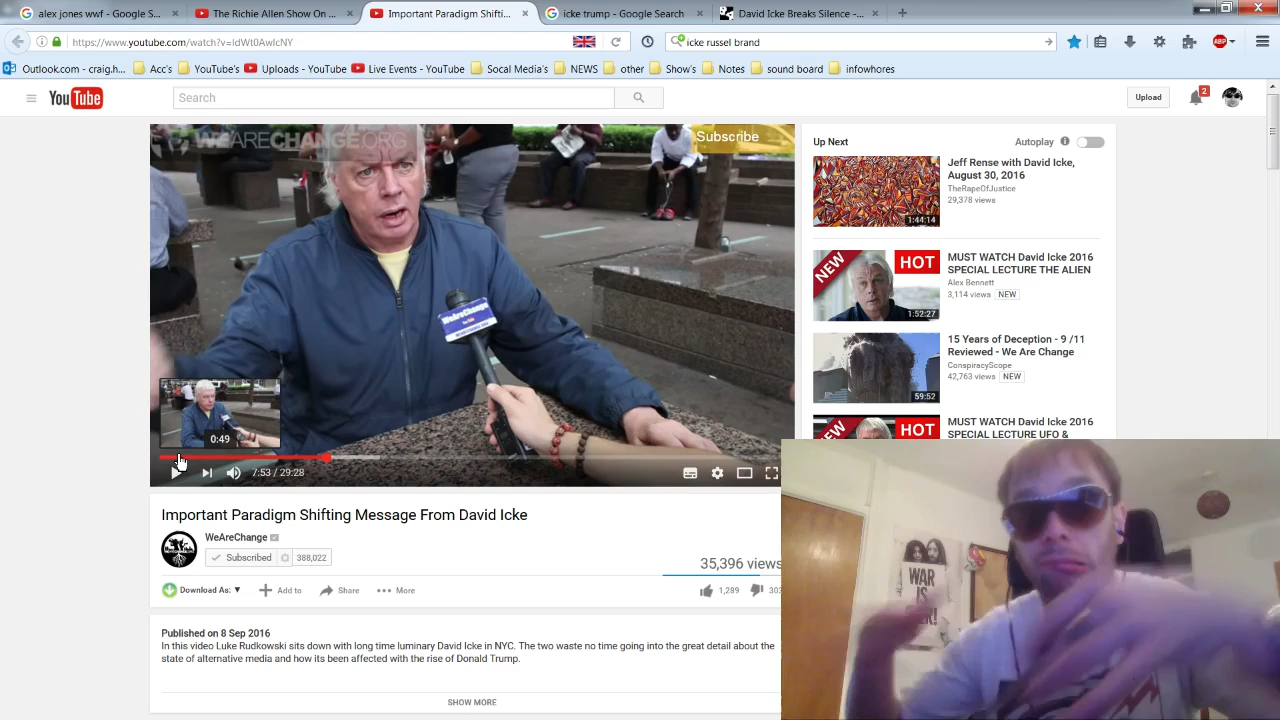 alex jones wwf - Google S...
The Richie Allen Show On ...
Important Paradigm Shifti...
icke trump - Google Search
David Icke Breaks Silence -...
https://www.youtube.com/watch?v=IdWt0AwIcNY
icke russel brand
ABP
Outlook.com - craig.h...
Acc's
YouTube's
Uploads - YouTube
Live Events - YouTube
Socal Media's
NEWS
other
Show's
Notes
sound board
infowhores
YouTube
Search
Upload
2
WEARECHANGE.ORG
Subscribe
WeAreChange
0:49
7:53 / 29:28
Up Next
Autoplay
Jeff Rense with David Icke,
August 30, 2016
TheRapeOfJustice
29,378 views
1:44:14
NEW
HOT
MUST WATCH David Icke 2016
SPECIAL LECTURE THE ALIEN
Alex Bennett
3,114 views NEW
1:52:27
15 Years of Deception - 9 /11
Reviewed - We Are Change
ConspiracyScope
42,763 views NEW
59:52
NEW
HOT
MUST WATCH David Icke 2016
SPECIAL LECTURE UFO &
Important Paradigm Shifting Message From David Icke
WeAreChange
Subscribed
388,022
35,396 views
Download As:
Add to
Share
More
1,289
303
Published on 8 Sep 2016
In this video Luke Rudkowski sits down with long time luminary David Icke in NYC. The two waste no time going into the great detail about the
state of alternative media and how its been affected with the rise of Donald Trump.
SHOW MORE
WAR
IS